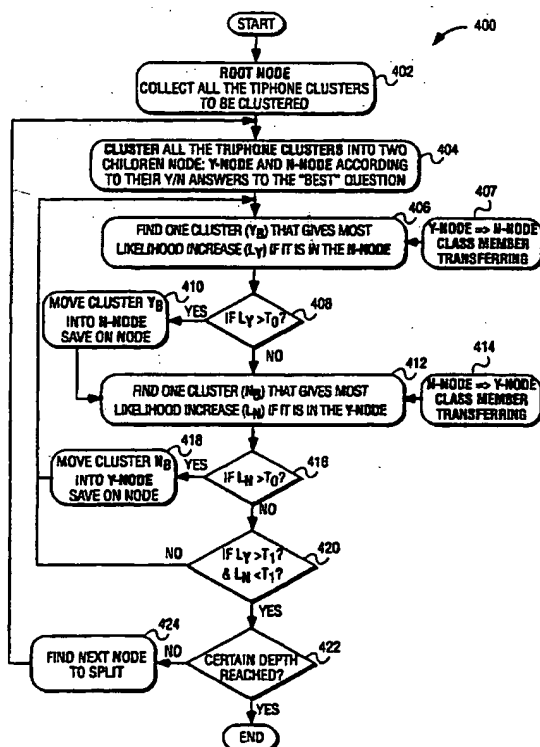 START
400
ROOT NODE
COLLECT ALL THE TIPHONE CLUSTERS
TO BE CLUSTERED
402
CLUSTER ALL THE TRIPHONE CLUSTERS INTO TWO
CHILDREN NODE: Y-NODE AND N-NODE ACCORDING
TO THEIR Y/N ANSWERS TO THE "BEST" QUESTION
404
FIND ONE CLUSTER (YB) THAT GIVES MOST
LIKELIHOOD INCREASE (LY) IF IT IS IN THE N-NODE
406
407
Y-NODE => N-NODE
CLASS MEMBER
TRANSFERRING
410
MOVE CLUSTER YB
INTO N-NODE
SAVE ON NODE
YES
IF LY >T0?
408
NO
412
FIND ONE CLUSTER (NB) THAT GIVES MOST
LIKELIHOOD INCREASE (LN) IF IT IS IN THE Y-NODE
414
N-NODE => Y-NODE
CLASS MEMBER
TRANSFERRING
418
MOVE CLUSTER NB
INTO Y-NODE
SAVE ON NODE
YES
IF LN >T0?
416
NO
NO
IF LY >T1?
& LN <T1?
420
YES
424
FIND NEXT NODE
TO SPLIT
NO
CERTAIN DEPTH
REACHED?
422
YES
END